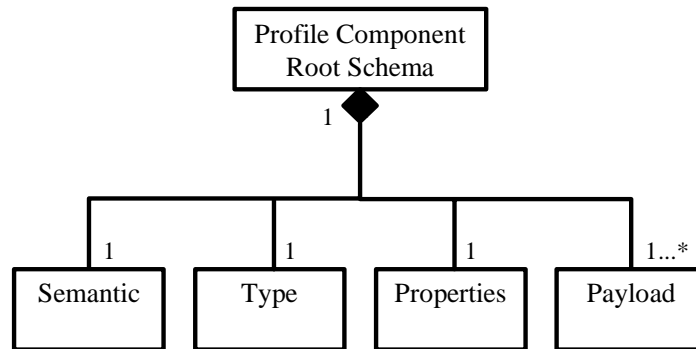 Profile Component
Root Schema
1
1
1
1
1...*
Semantic
Type
Properties
Payload